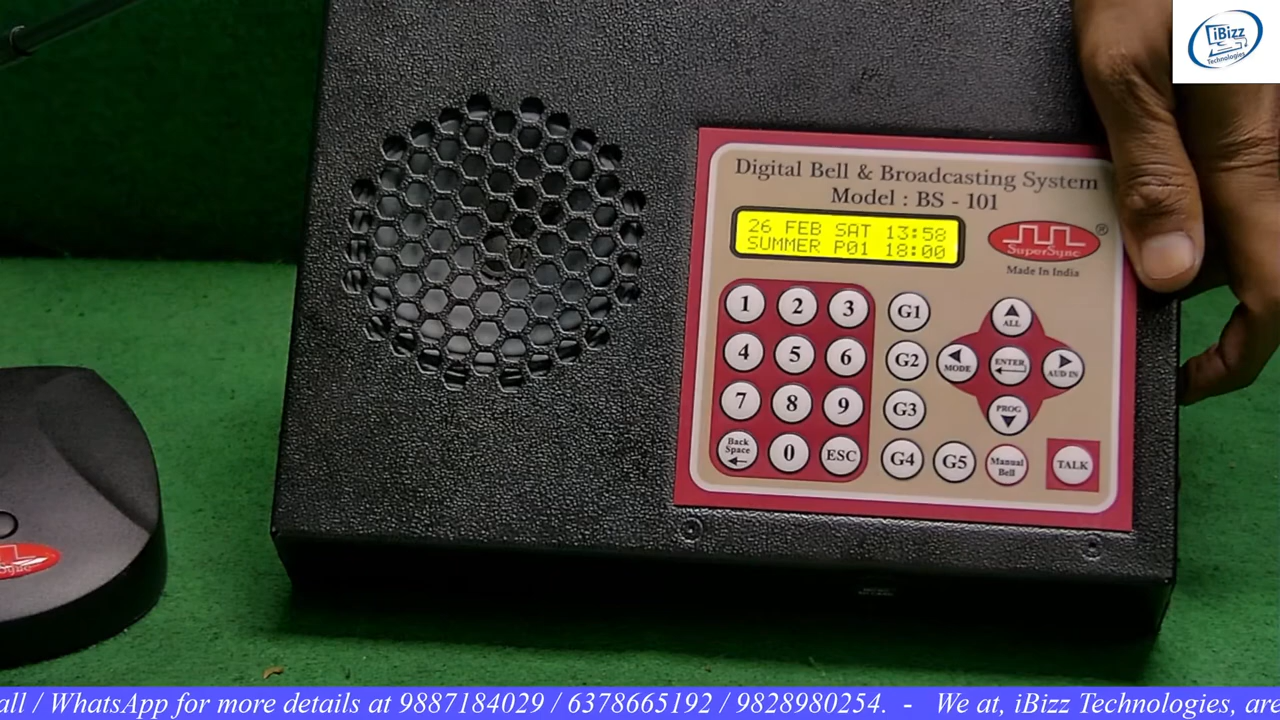 iBizz
Technologies
Digital Bell & Broadcasting System
Model : BS - 101
26 FEB SAT 13:58
SUMMER P01 18:00
SuperSync
®
Made In India
1 2 3 G1
ALL
4 5 6 G2
MODE ENTER AUD IN
7 8 9 G3
PROG
Back Space 0 ESC G4 G5 Manual Bell TALK
all / WhatsApp for more details at 9887184029 / 6378665192 / 9828980254. - We at, iBizz Technologies, are